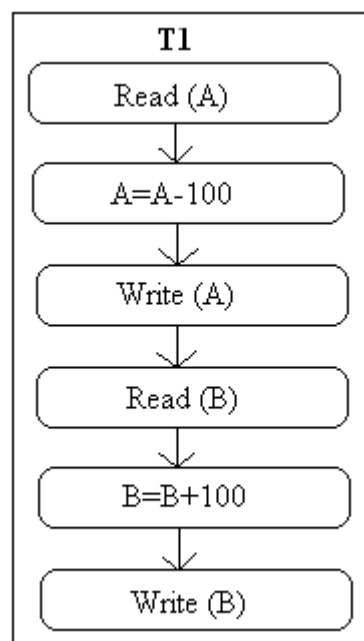 T1
Read (A)
A=A-100
Write (A)
Read (B)
B=B+100
Write (B)